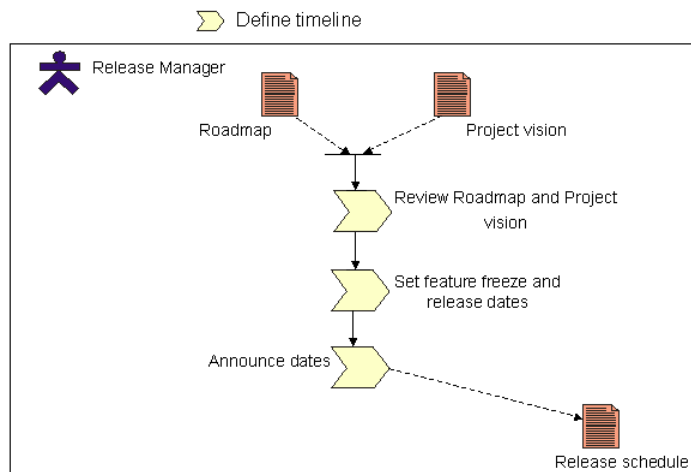 Define timeline
Release Manager
Roadmap
Project vision
Review Roadmap and Project
vision
Set feature freeze and
release dates
Announce dates
Release schedule